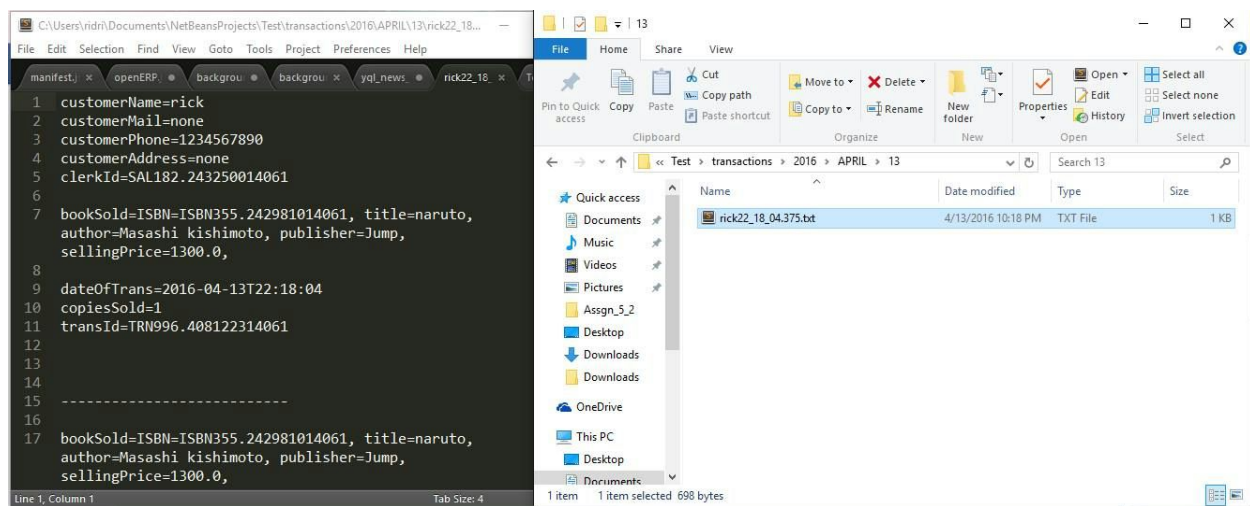 C:\Users\ridri\Documents\NetBeansProjects\Test\transactions\2016\APRIL\13\rick22_18...
File Edit Selection Find View Goto Tools Project Preferences Help
manifest.j × openERP. backgrou backgrou × yql_news_ rick22_18_ ×
1 customerName=rick
2 customerMail=none
3 customerPhone=1234567890
4 customerAddress=none
5 clerkId=SAL182.243250014061
6
7 bookSold=ISBN=ISBN355.242981014061, title=naruto,
author=Masashi kishimoto, publisher=Jump,
sellingPrice=1300.0,
8
9 dateOfTrans=2016-04-13T22:18:04
10 copiesSold=1
11 transId=TRN996.408122314061
12
13
14
15 ---------------------------
16
17 bookSold=ISBN=ISBN355.242981014061, title=naruto,
author=Masashi kishimoto, publisher=Jump,
sellingPrice=1300.0,
Line 1, Column 1 Tab Size: 4
13
File Home Share View
Pin to Quick access
Copy
Paste
Cut
Copy path
Paste shortcut
Clipboard
Move to
Copy to
Delete
Rename
Organize
New folder
New
Properties
Open
Edit
History
Open
Select all
Select none
Invert selection
Select
« Test > transactions > 2016 > APRIL > 13
Search 13
Quick access
Documents
Music
Videos
Pictures
Assgn_5_2
Desktop
Downloads
Downloads
OneDrive
This PC
Desktop
Documents
Name Date modified Type Size
rick22_18_04.375.txt 4/13/2016 10:18 PM TXT File 1 KB
1 item 1 item selected 698 bytes